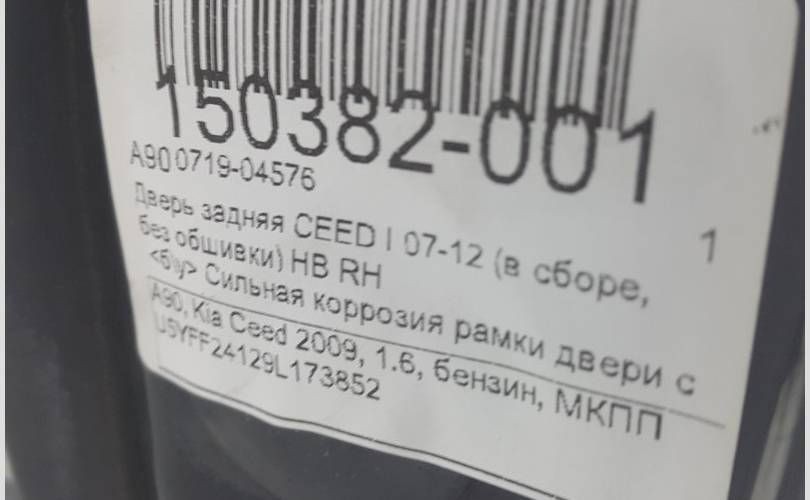 150382-001
A90 0719-04576
1
Дверь задняя CEED I 07-12 (в сборе,
без обшивки) HB RH
<б\у> Сильная коррозия рамки двери с
A90, Kia Ceed 2009, 1.6, бензин, МКПП
U5YFF24129L173852